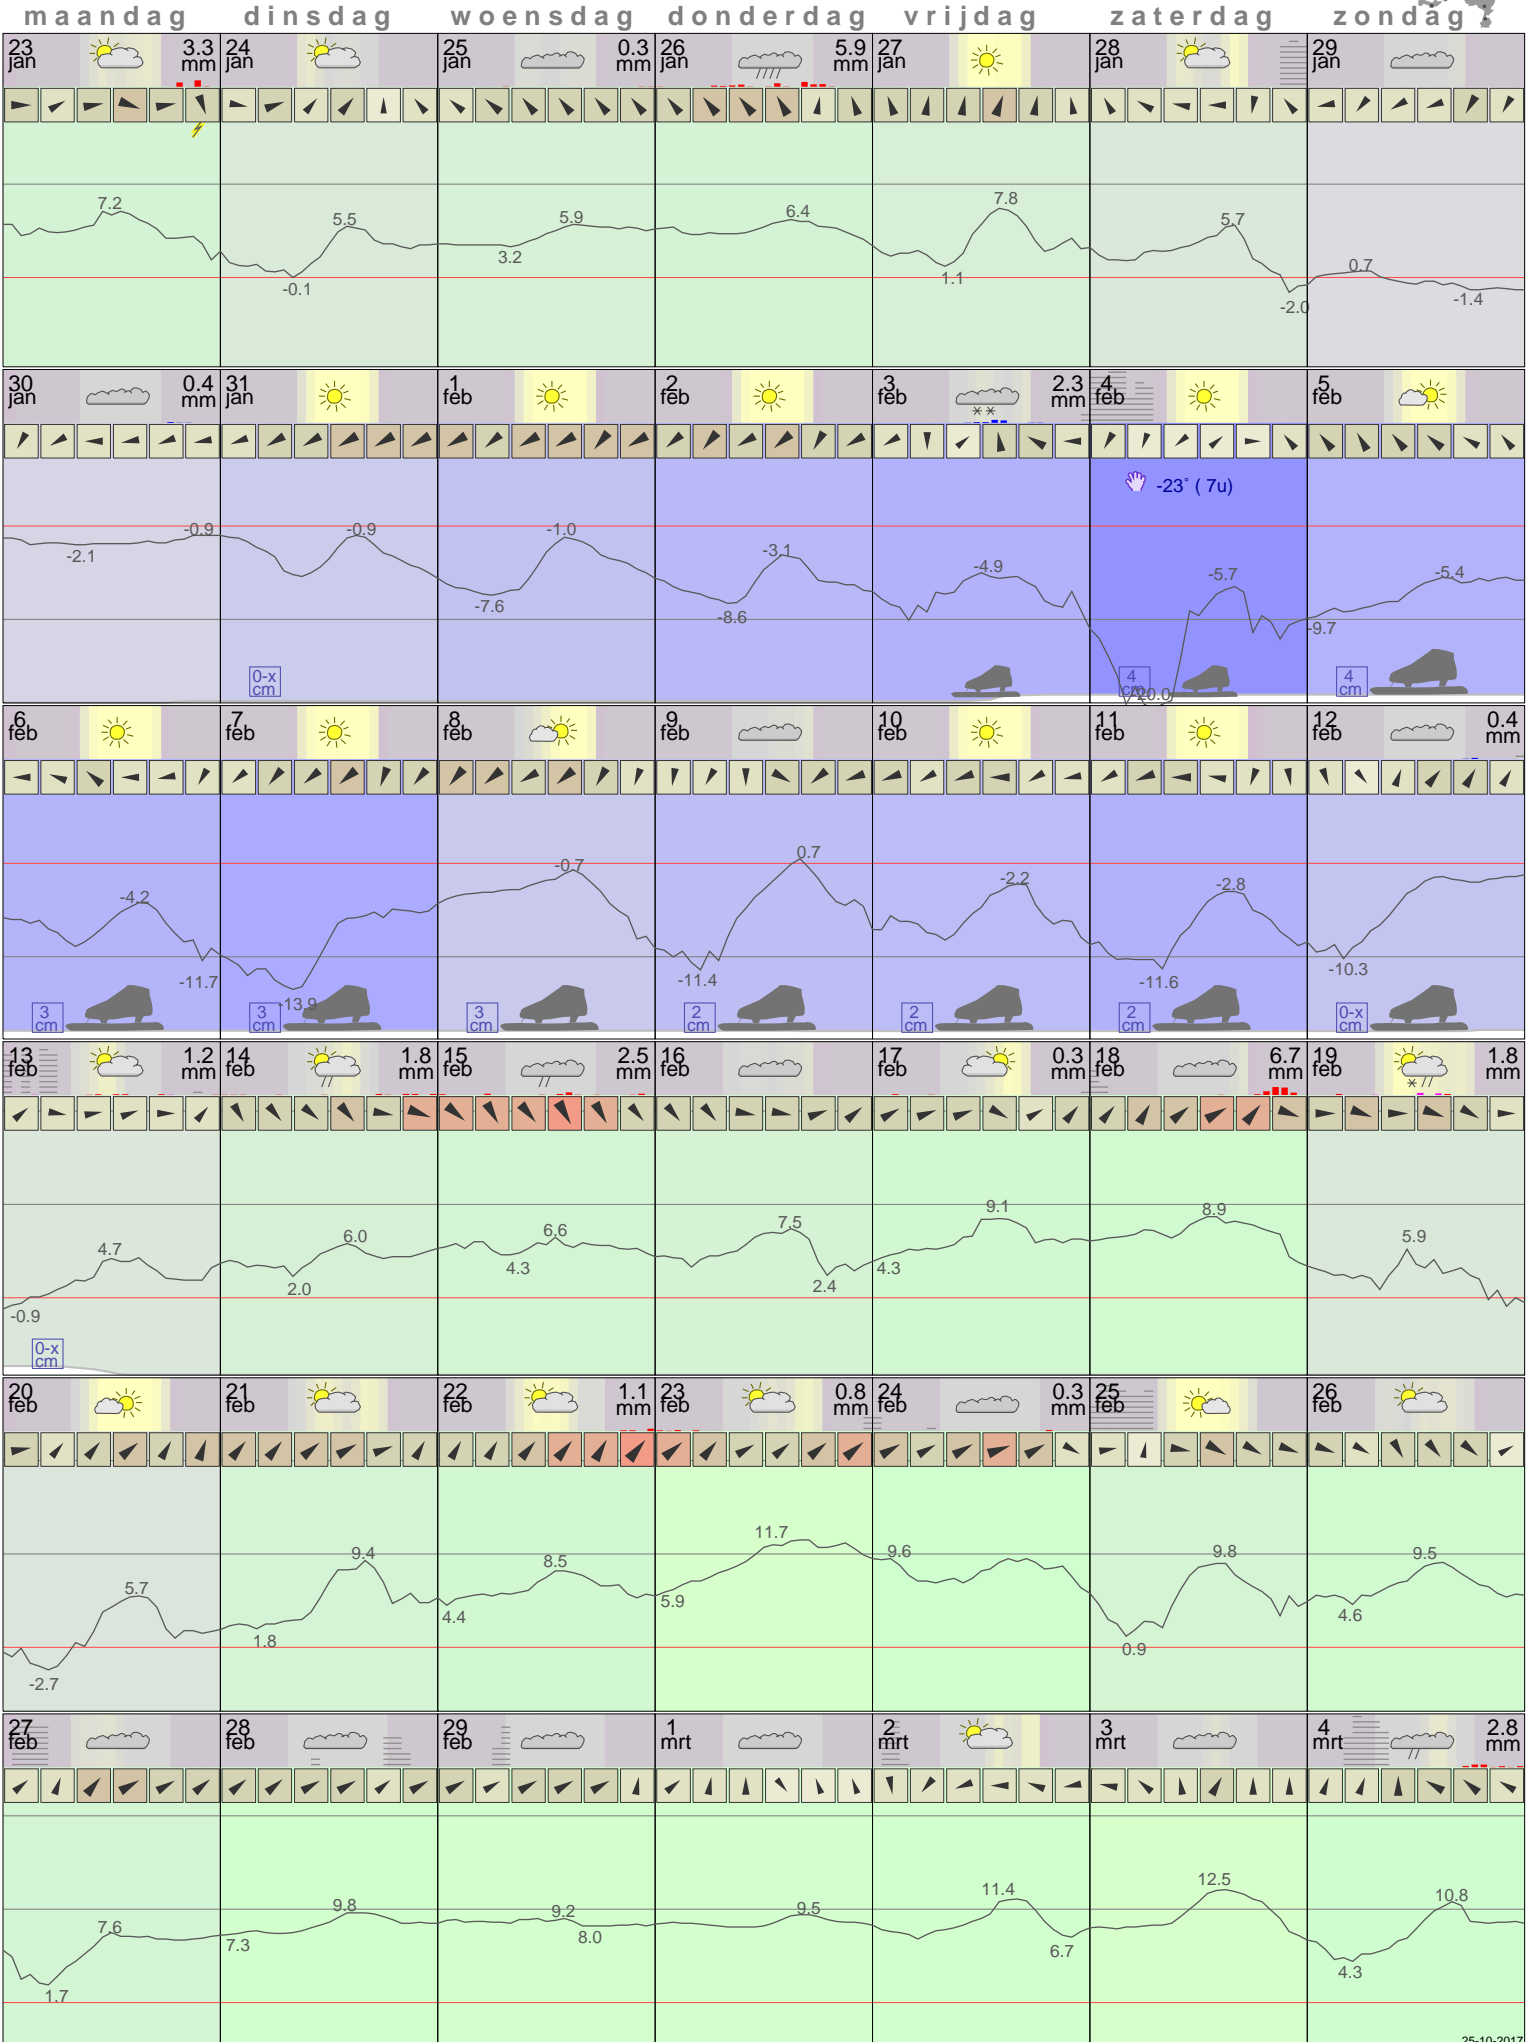 maandag dinsdag woensdag donderdag vrijdag zaterdag zondag
23 jan 3.3 mm 24 jan 25 jan 0.3 mm 26 jan 5.9 mm 27 jan 28 jan 29 jan
7.2 5.5 -0.1 5.9 3.2 6.4 7.8 1.1 5.7 -2.0 0.7 -1.4
30 jan 0.4 mm 31 jan 1 feb 2 feb 3 feb 2.3 mm 4 feb 5 feb
-23° ( 7u)
-2.1 -0.9 -0.9 -7.6 -1.0 -8.6 -3.1 -4.9 -20.0 -5.7 -9.7 -5.4
0-x cm 4 cm 4 cm
6 feb 7 feb 8 feb 9 feb 10 feb 11 feb 12 feb 0.4 mm
-4.2 -11.7 -13.9 -0.7 -11.4 0.7 -2.2 -11.6 -2.8 -10.3
3 cm 3 cm 3 cm 2 cm 2 cm 2 cm 0-x cm
13 feb 1.2 mm 14 feb 1.8 mm 15 feb 2.5 mm 16 feb 17 feb 0.3 mm 18 feb 6.7 mm 19 feb 1.8 mm
-0.9 4.7 2.0 6.0 4.3 6.6 7.5 2.4 4.3 9.1 8.9 5.9
0-x cm
20 feb 21 feb 22 feb 1.1 mm 23 feb 0.8 mm 24 feb 0.3 mm 25 feb 26 feb
-2.7 5.7 1.8 9.4 4.4 8.5 5.9 11.7 9.6 0.9 9.8 4.6 9.5
27 feb 28 feb 29 feb 1 mrt 2 mrt 3 mrt 4 mrt 2.8 mm
1.7 7.6 7.3 9.8 9.2 8.0 9.5 11.4 6.7 12.5 4.3 10.8
25-10-2017